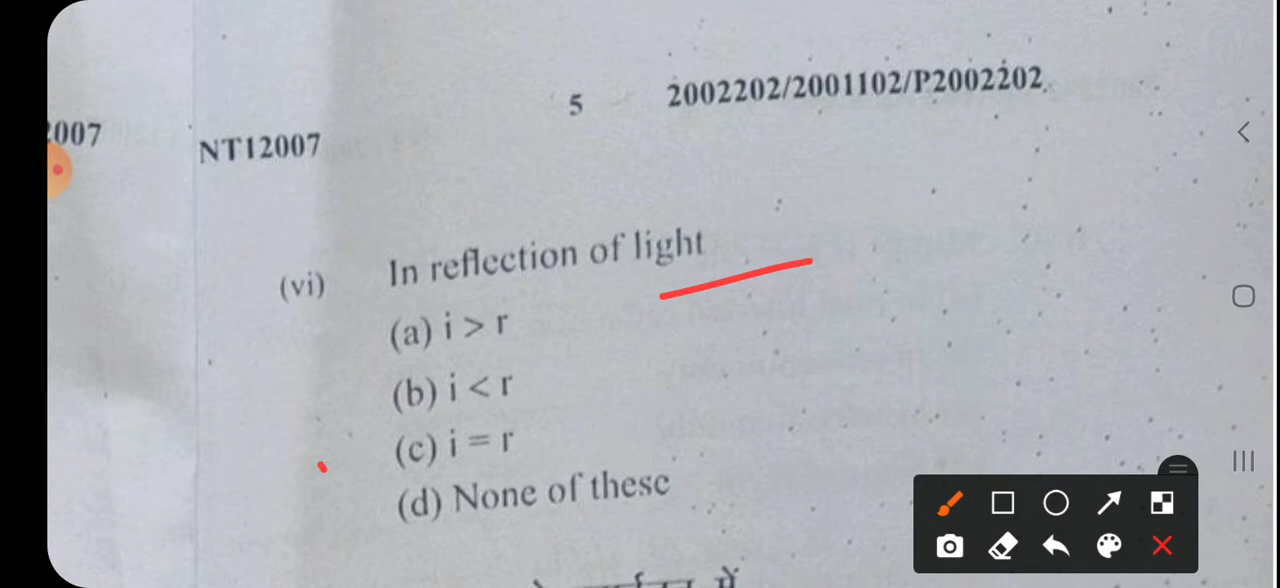 5 2002202/2001102/P2002202
007
NT12007
(vi) In reflection of light
(a) i > r
(b) i < r
(c) i = r
(d) None of these
में